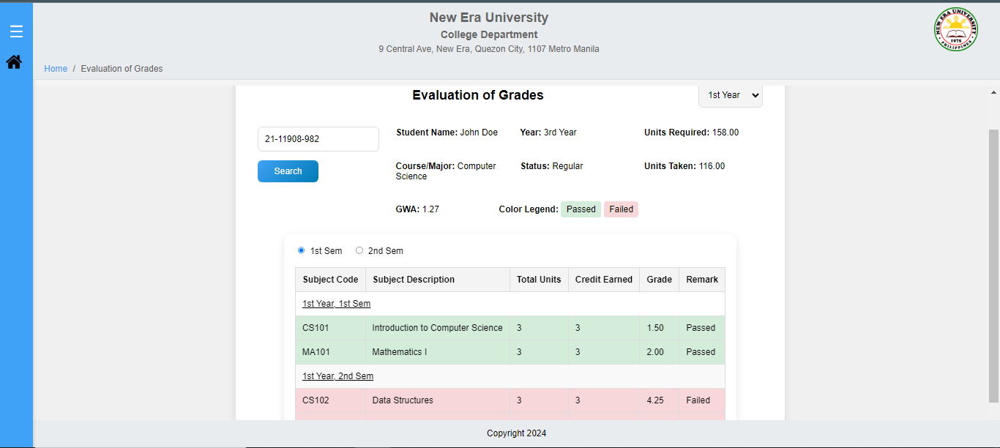 New Era University
College Department
9 Central Ave, New Era, Quezon City, 1107 Metro Manila
NEW ERA UNIVERSITY
1975
PHILIPPINES
Home / Evaluation of Grades
Evaluation of Grades
1st Year
21-11908-982
Search
Student Name: John Doe
Year: 3rd Year
Units Required: 158.00
Course/Major: Computer
Science
Status: Regular
Units Taken: 116.00
GWA: 1.27
Color Legend: Passed Failed
1st Sem 2nd Sem
Subject Code Subject Description Total Units Credit Earned Grade Remark
1st Year, 1st Sem
CS101 Introduction to Computer Science 3 3 1.50 Passed
MA101 Mathematics I 3 3 2.00 Passed
1st Year, 2nd Sem
CS102 Data Structures 3 3 4.25 Failed
Copyright 2024